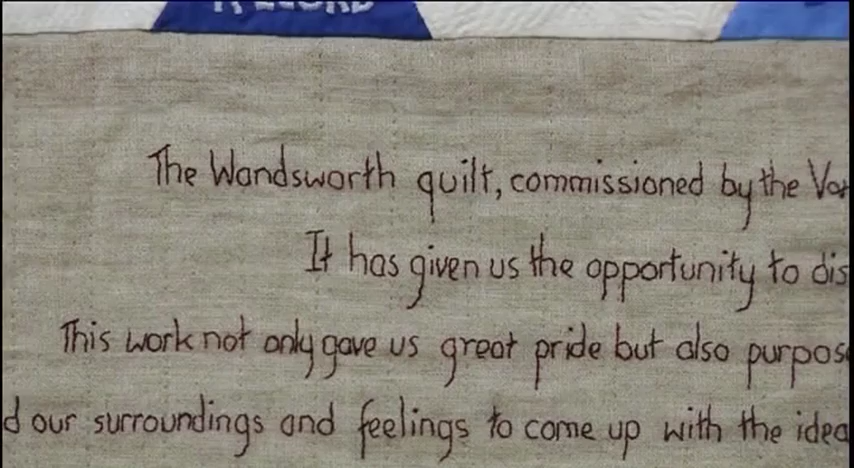 The Wandsworth quilt, commissioned by the
It has given us the opportunity to
This work not only gave us great pride but also
our surroundings and feelings to come up with the idea